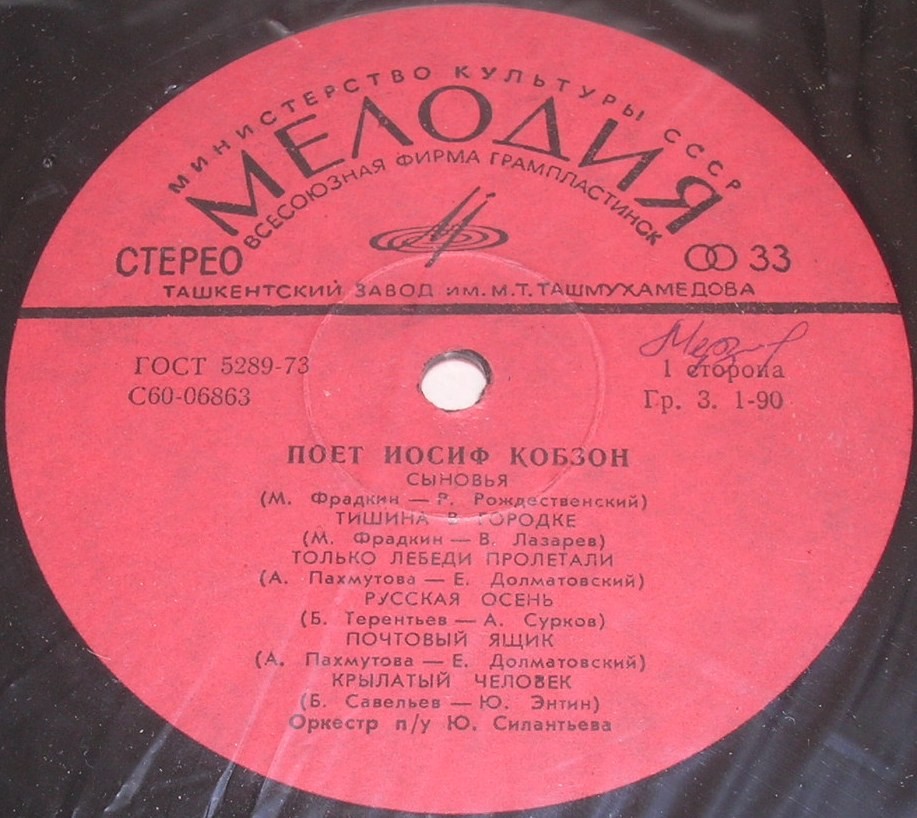 МИНИСТЕРСТВО КУЛЬТУРЫ СССР
МЕЛОДИЯ
ВСЕСОЮЗНАЯ ФИРМА ГРАМПЛАСТИНОК
СТЕРЕО 33
ТАШКЕНТСКИЙ ЗАВОД ИМ. М.Т. ТАШМУХАМЕДОВА
ГОСТ 5289-73
1 сторона
С60-06863
Гр. 3. 1-90
ПОЕТ ИОСИФ КОБЗОН
СЫНОВЬЯ
(М. Фрадкин — Р. Рождественский)
ТИШИНА В ГОРОДКЕ
(М. Фрадкин — В. Лазарев)
ТОЛЬКО ЛЕБЕДИ ПРОЛЕТАЛИ
(А. Пахмутова — Е. Долматовский)
РУССКАЯ ОСЕНЬ
(Б. Терентьев — А. Сурков)
ПОЧТОВЫЙ ЯЩИК
(А. Пахмутова — Е. Долматовский)
КРЫЛАТЫЙ ЧЕЛОВЕК
(Б. Савельев — Ю. Энтин)
Оркестр п/у Ю. Силантьева